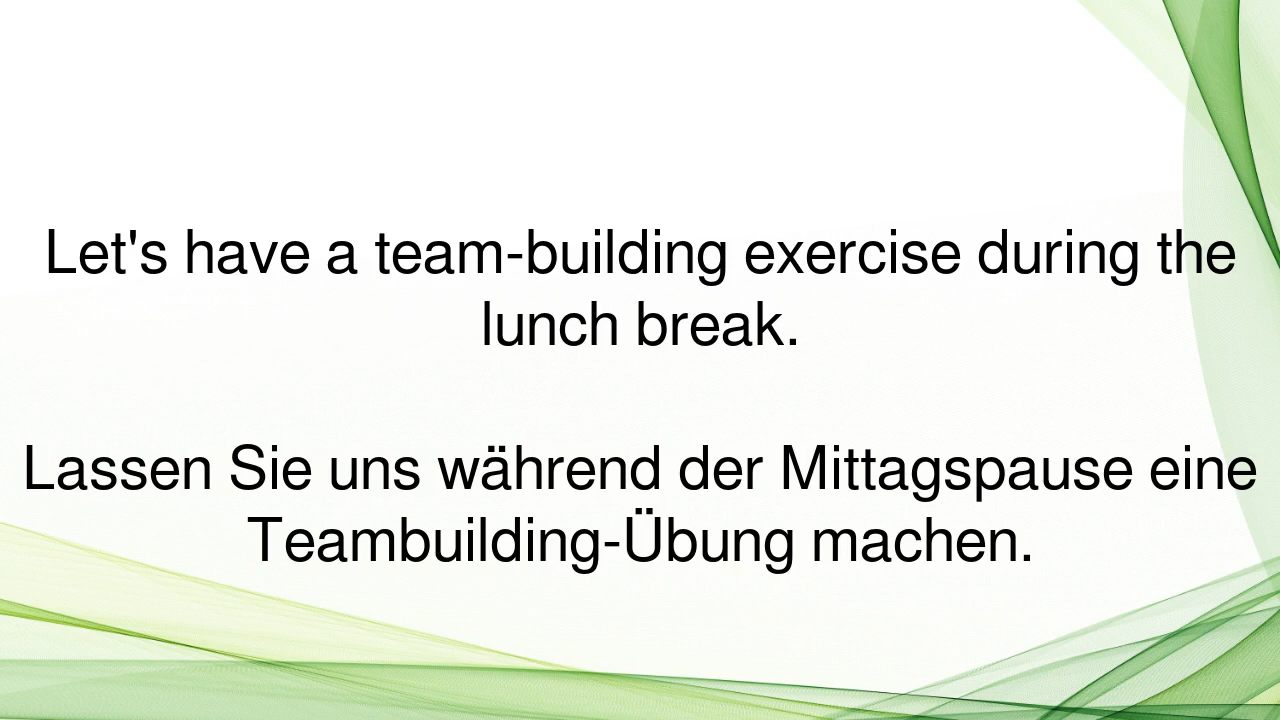 Let's have a team-building exercise during the
lunch break.
Lassen Sie uns während der Mittagspause eine
Teambuilding-Übung machen.